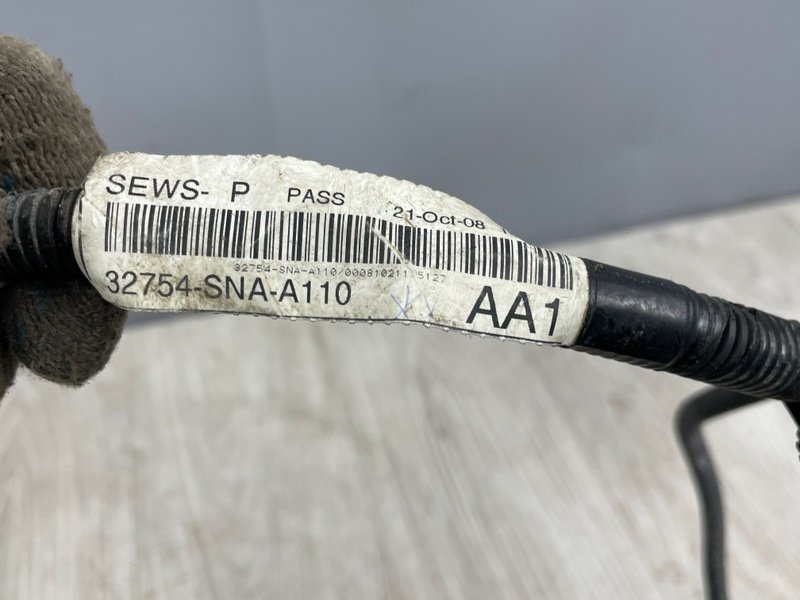 SEWS- P PASS 21-Oct-08
32754-SNA-A110/000810211.5127
32754-SNA-A110
AA1